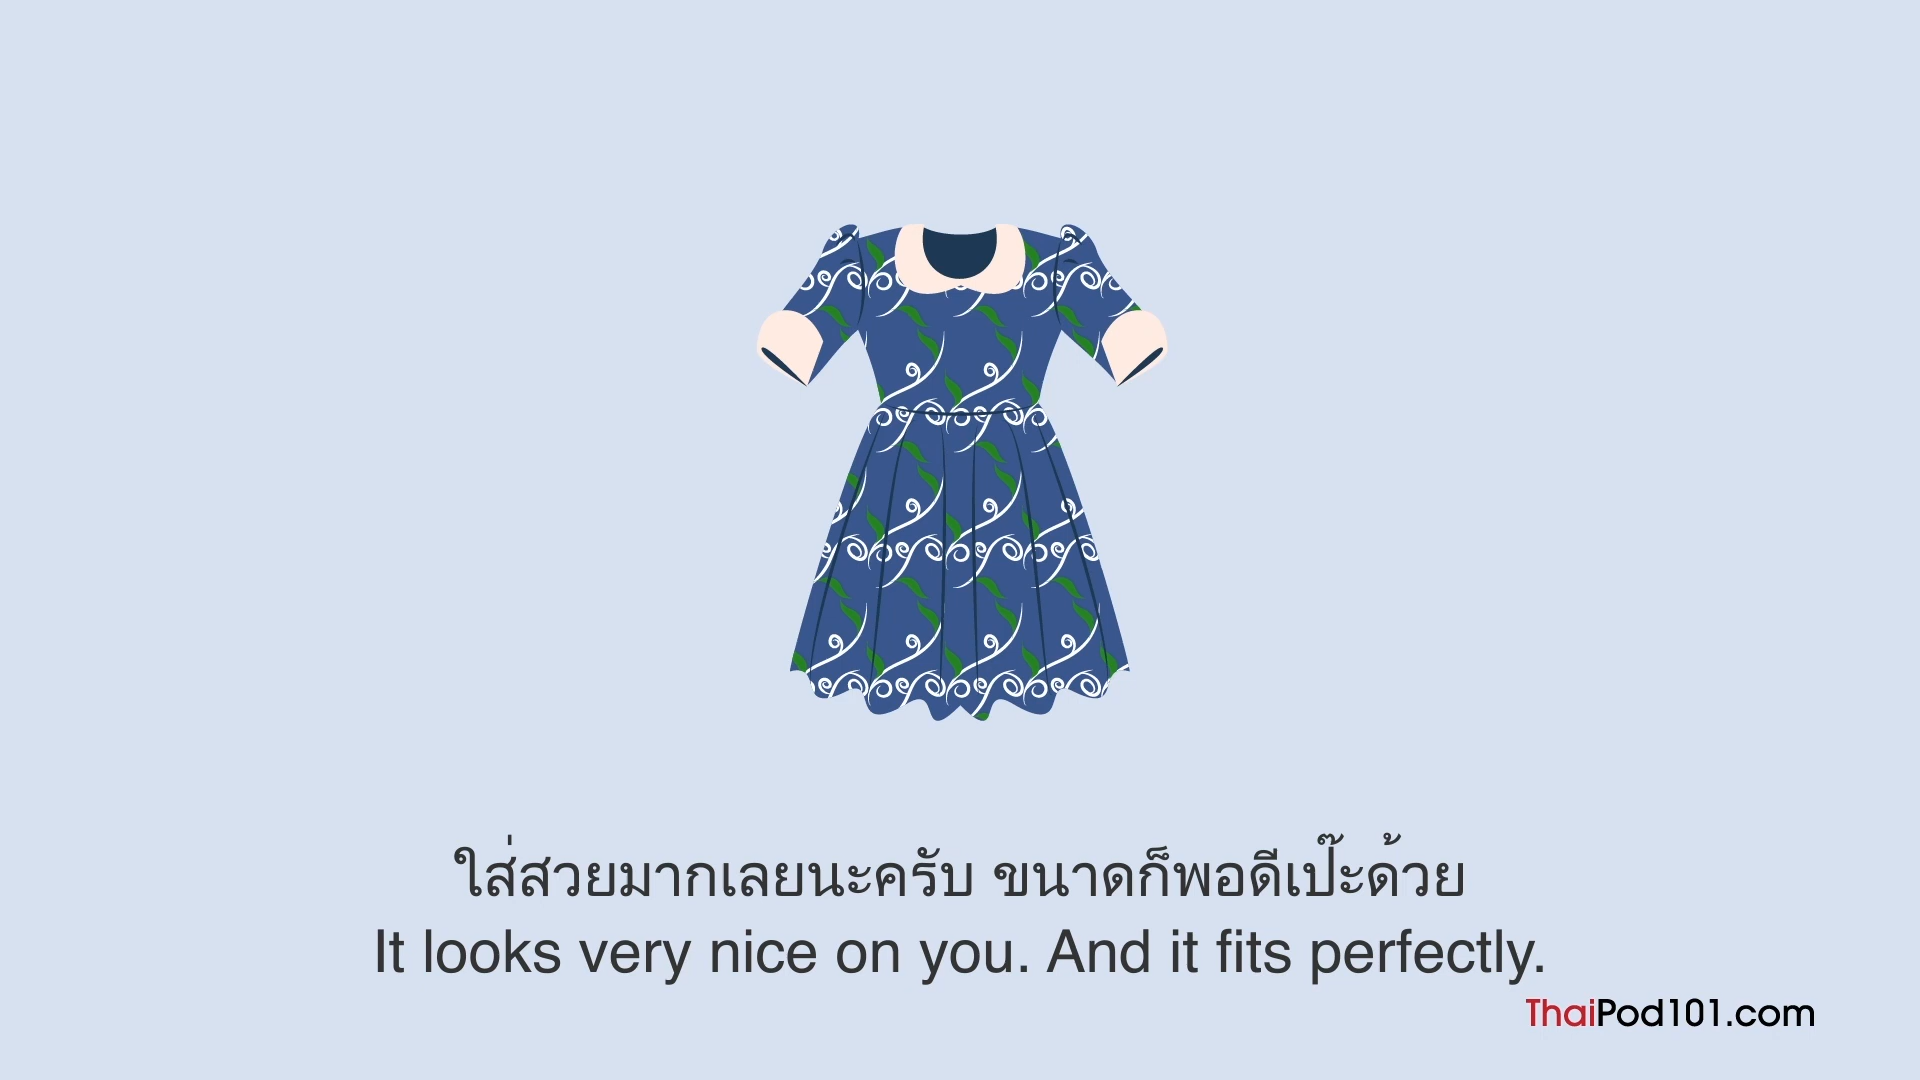 ใส่สวยมากเลยนะครับ ขนาดก็พอดีเป๊ะด้วย
It looks very nice on you. And it fits perfectly.
ThaiPod101.com